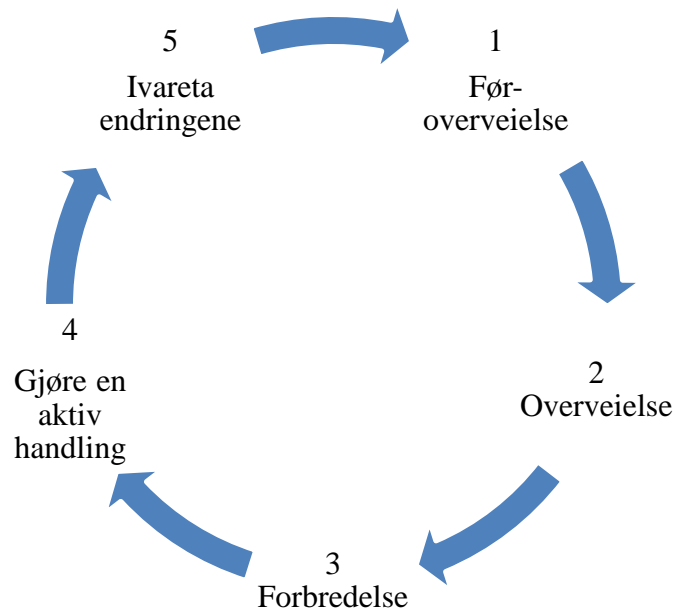 1
Før-
overveielse
2
Overveielse
3
Forbredelse
4
Gjøre en
aktiv
handling
5
Ivareta
endringene